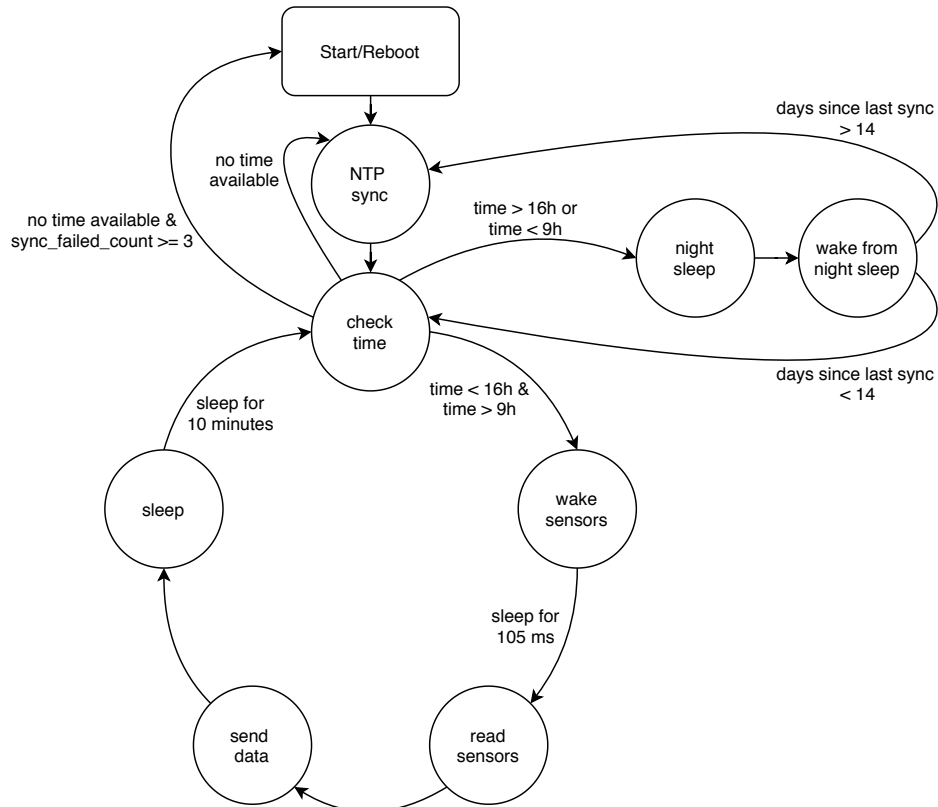 Start/Reboot
days since last sync
> 14
no time
available
NTP
sync
no time available &
sync_failed_count >= 3
time > 16h or
time < 9h
night
sleep
wake from
night sleep
check
time
days since last sync
< 14
time < 16h &
time > 9h
sleep for
10 minutes
sleep
wake
sensors
sleep for
105 ms
send
data
read
sensors